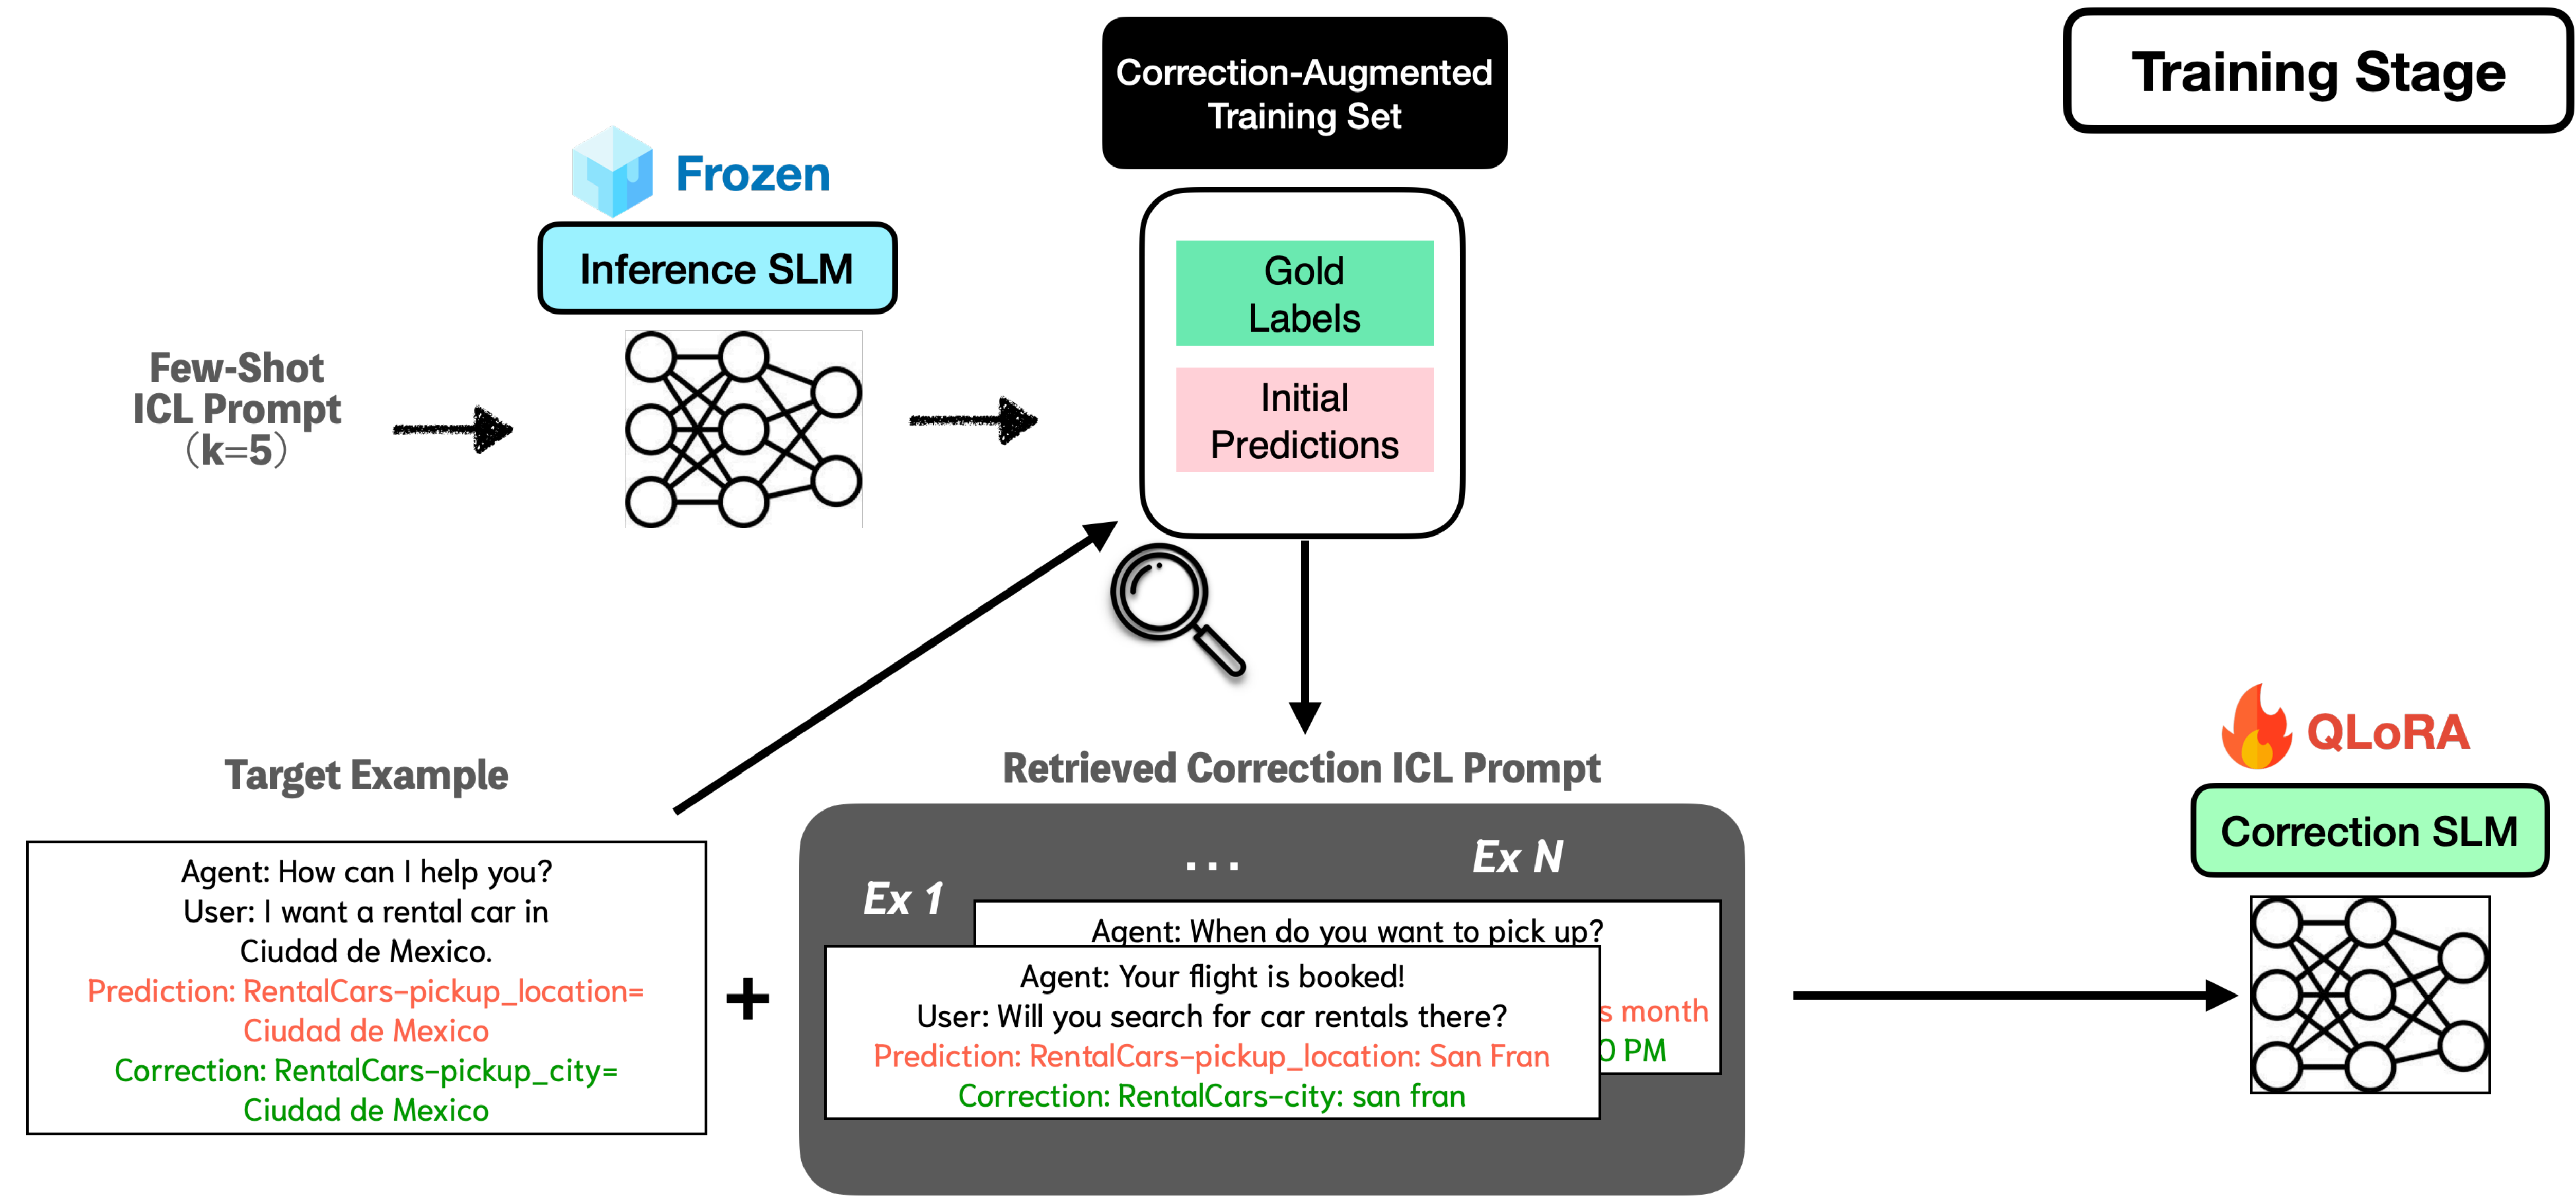 Training Stage
Correction-Augmented
Training Set
Frozen
Inference SLM
Gold
Labels
Initial
Predictions
Few-Shot
ICL Prompt
(k=5)
Target Example
Agent: How can I help you?
User: I want a rental car in
Ciudad de Mexico.
Prediction: RentalCars-pickup_location=
Ciudad de Mexico
Correction: RentalCars-pickup_city=
Ciudad de Mexico
+
Retrieved Correction ICL Prompt
Ex 1
...
Ex N
Agent: When do you want to pick up?
s month
0 PM
Agent: Your flight is booked!
User: Will you search for car rentals there?
Prediction: RentalCars-pickup_location: San Fran
Correction: RentalCars-city: san fran
QLoRA
Correction SLM